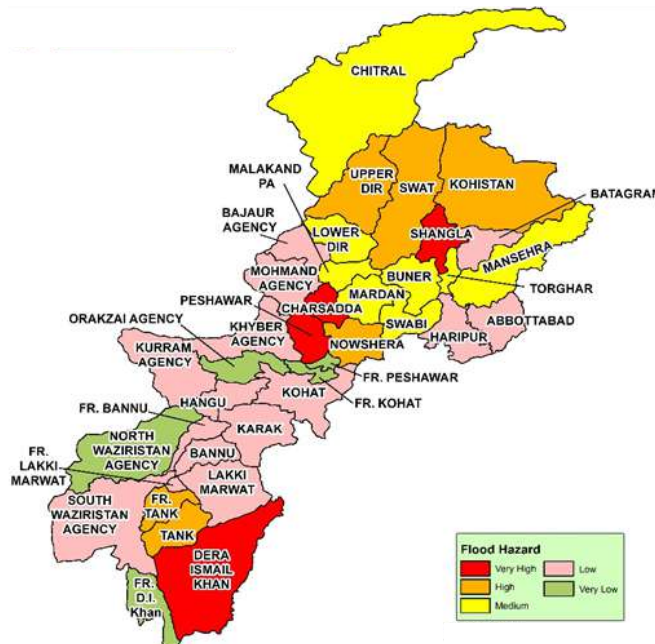 CHITRAL
MALAKAND
PA
UPPER
DIR
SWAT
KOHISTAN
BATAGRAM
BAJAUR
AGENCY
LOWER
DIR
SHANGLA
MANSEHRA
MOHMAND
AGENCY
BUNER
TORGHAR
PESHAWAR
CHARSADDA
MARDAN
SWABI
ABBOTTABAD
HARIPUR
ORAKZAI AGENCY
KHYBER
AGENCY
NOWSHERA
KURRAM
AGENCY
FR. PESHAWAR
FR. KOHAT
KOHAT
HANGU
FR. BANNU
KARAK
NORTH
WAZIRISTAN
AGENCY
BANNU
FR.
LAKKI
MARWAT
LAKKI
MARWAT
SOUTH
WAZIRISTAN
AGENCY
FR.
TANK
TANK
DERA
ISMAIL
KHAN
FR.
D.I.
Khan
Flood Hazard
Very High
High
Medium
Low
Very Low